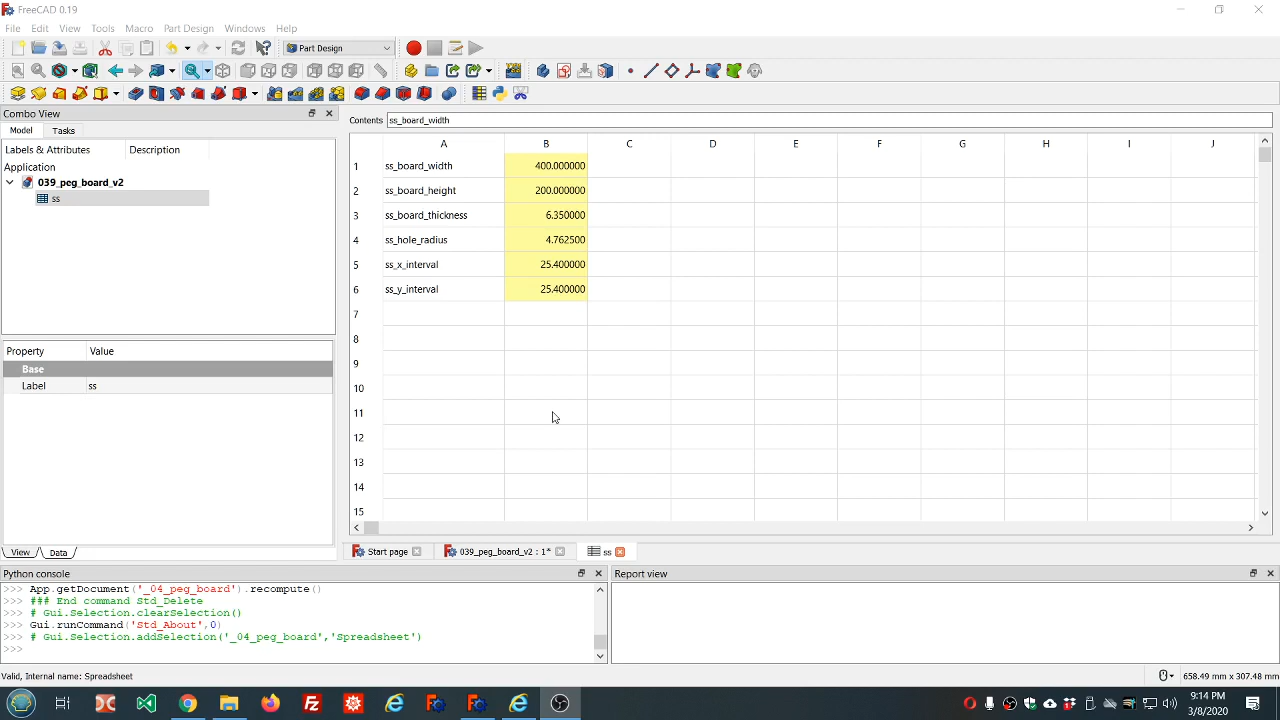 FreeCAD 0.19
File Edit View Tools Macro Part Design Windows Help
Part Design
Combo View
Model Tasks
Labels & Attributes Description
Application
039_peg_board_v2
ss
Property Value
Base
Label ss
View Data
Contents ss_board_width
A B C D E F G H I J
1 ss_board_width 400.000000
2 ss_board_height 200.000000
3 ss_board_thickness 6.350000
4 ss_hole_radius 4.762500
5 ss_x_interval 25.400000
6 ss_y_interval 25.400000
7
8
9
10
11
12
13
14
15
Start page 039_peg_board_v2 : 1* ss
Python console
>>> App.getDocument('_04_peg_board').recompute()
>>> ### End command Std_Delete
>>> # Gui.Selection.clearSelection()
>>> Gui.runCommand('Std_About',0)
>>> # Gui.Selection.addSelection('_04_peg_board','Spreadsheet')
>>>
Report view
Valid, Internal name: Spreadsheet
658.49 mm x 307.48 mm
9:14 PM
3/8/2020